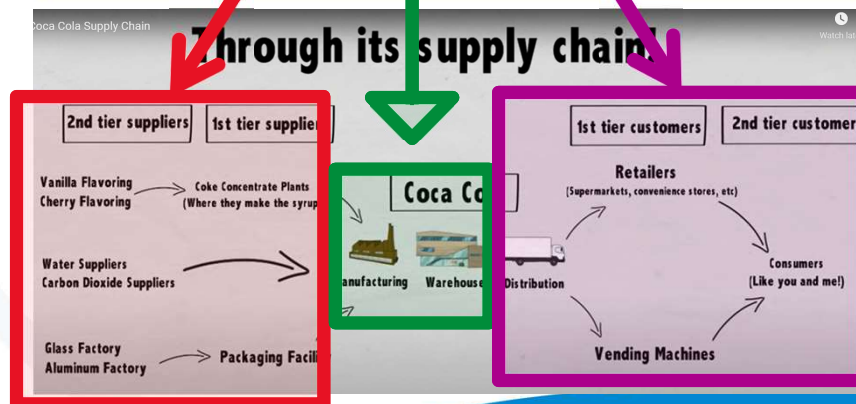 Coca Cola Supply Chain
Watch lat
Through its supply chain!
2nd tier suppliers
1st tier supplie
Vanilla Flavoring
Cherry Flavoring
Coke Concentrate Plants
(Where they make the syrup
Water Suppliers
Carbon Dioxide Suppliers
Glass Factory
Aluminum Factory
Packaging Facili
Coca Co
anufacturing
Warehouse
Distribution
1st tier customers
2nd tier customer
Retailers
(Supermarkets, convenience stores, etc)
Consumers
(Like you and me!)
Vending Machines